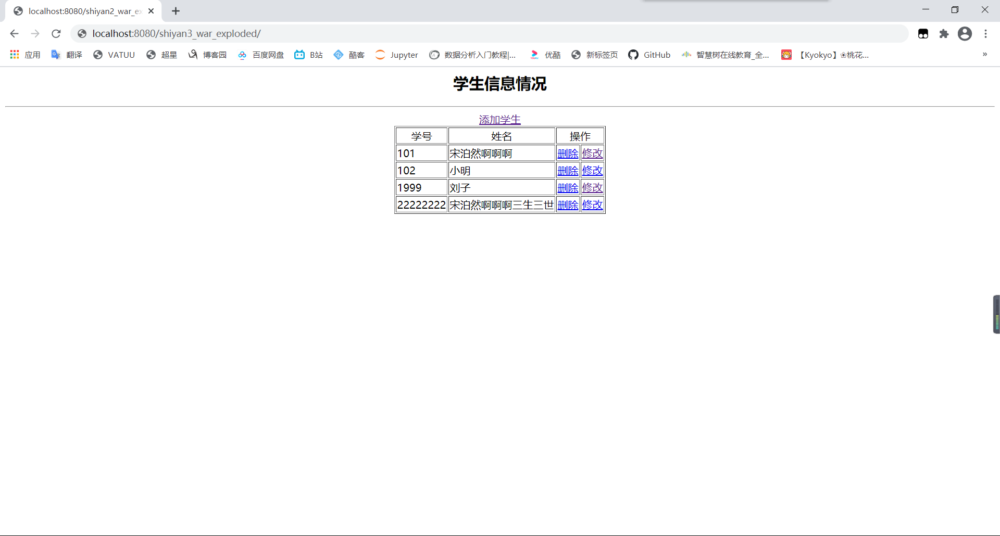 localhost:8080/shiyan2_war_ex
localhost:8080/shiyan3_war_exploded/
应用 翻译 VATUU 超星 博客园 百度网盘 B站 酷客 Jupyter 数据分析入门教程|... 优酷 新标签页 GitHub 智慧树在线教育_全... 【Kyokyo】❀桃花... »
学生信息情况
添加学生
学号 姓名 操作
101 宋泊然啊啊啊 删除 修改
102 小明 删除 修改
1999 刘子 删除 修改
22222222 宋泊然啊啊啊三生三世 删除 修改